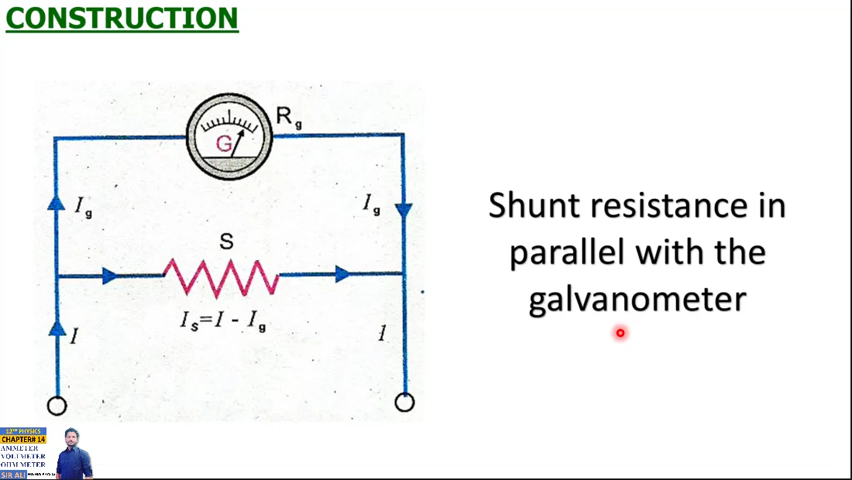 CONSTRUCTION
R_g
G
I_g
I_g
S
I_s=I - I_g
I
I
Shunt resistance in
parallel with the
galvanometer
12TH PHYSICS
CHAPTER# 14
AMMETER
VOLTMETER
OHM METER
SIR ALI